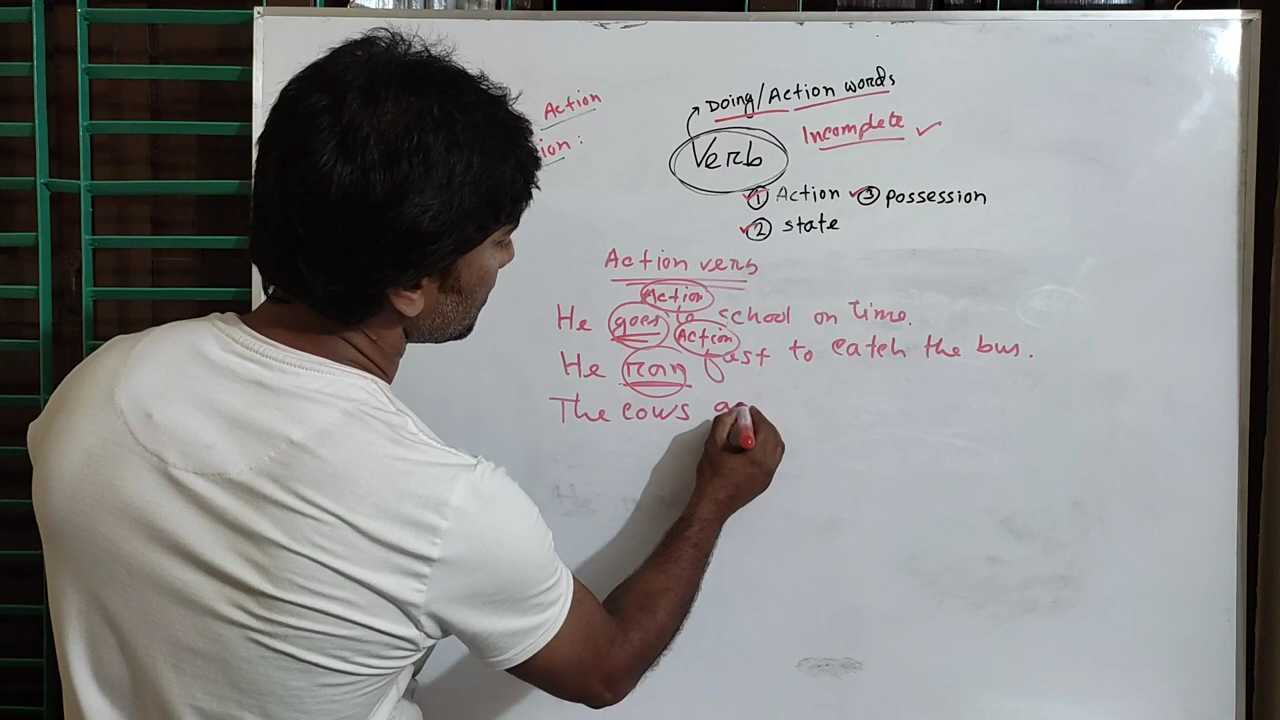 Doing/Action words
Action
Incomplete ✓
Verb
① Action ③ possession
② state
Action verb
Action
He goes to school on time.
Action
He ran fast to catch the bus.
The cows